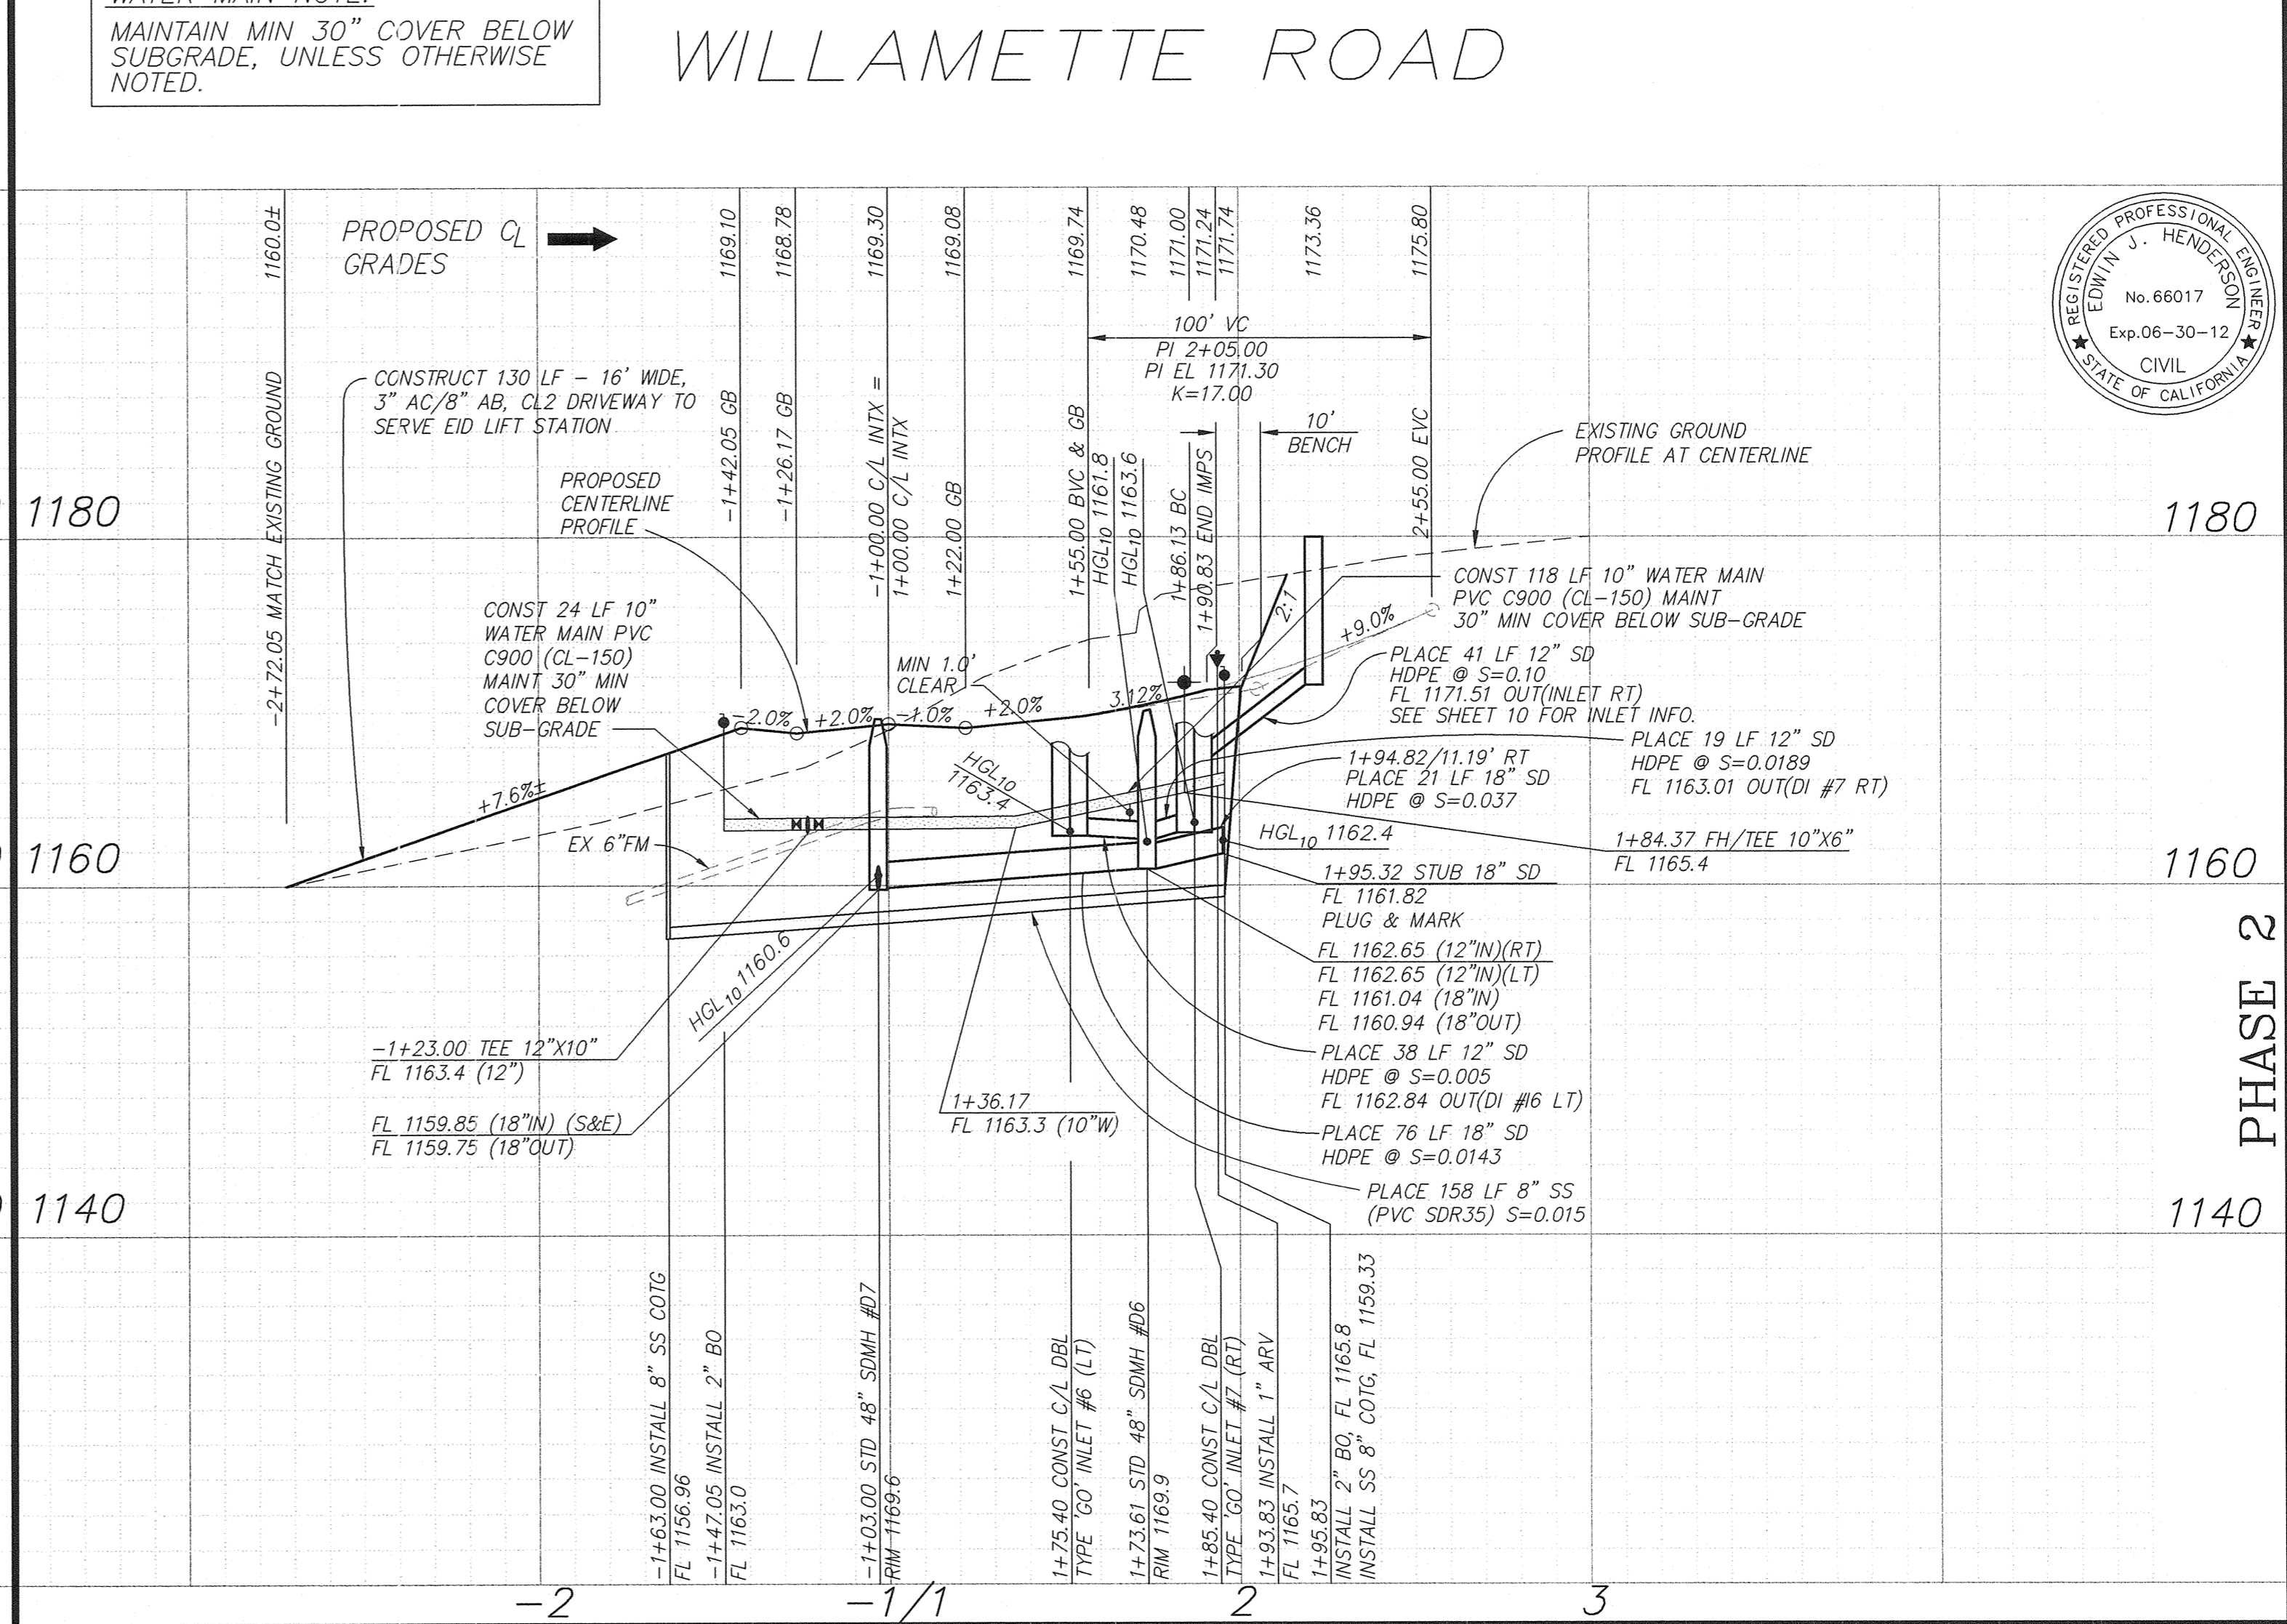 WATER MAIN NOTE:
MAINTAIN MIN 30" COVER BELOW
SUBGRADE, UNLESS OTHERWISE
NOTED.
WILLAMETTE ROAD
PROPOSED CL
GRADES
1160.0±
1169.10
1168.78
1169.30
1169.08
1169.74
1170.48
1171.00
1171.24
1171.74
1173.36
1175.80
REGISTERED PROFESSIONAL ENGINEER
EDWIN J. HENDERSON
No.66017
Exp.06-30-12
CIVIL
STATE OF CALIFORNIA
100' VC
PI 2+05.00
PI EL 1171.30
K=17.00
10'
BENCH
-2+72.05 MATCH EXISTING GROUND
-1+42.05 GB
-1+26.17 GB
-1+00.00 C/L INTX =
1+00.00 C/L INTX
1+22.00 GB
1+55.00 BVC & GB
HGL10 1161.8
HGL10 1163.6
1+86.13 BC
1+90.83 END IMPS
2+55.00 EVC
CONSTRUCT 130 LF - 16' WIDE,
3" AC/8" AB, CL2 DRIVEWAY TO
SERVE EID LIFT STATION
PROPOSED
CENTERLINE
PROFILE
EXISTING GROUND
PROFILE AT CENTERLINE
1180
1180
CONST 24 LF 10"
WATER MAIN PVC
C900 (CL-150)
MAINT 30" MIN
COVER BELOW
SUB-GRADE
MIN 1.0'
CLEAR
CONST 118 LF 10" WATER MAIN
PVC C900 (CL-150) MAINT
30" MIN COVER BELOW SUB-GRADE
PLACE 41 LF 12" SD
HDPE @ S=0.10
FL 1171.51 OUT(INLET RT)
SEE SHEET 10 FOR INLET INFO.
PLACE 19 LF 12" SD
HDPE @ S=0.0189
FL 1163.01 OUT(DI #7 RT)
+7.6%±
-2.0%
+2.0%
-1.0%
+2.0%
3.12%
2:1
+9.0%
1+94.82/11.19' RT
PLACE 21 LF 18" SD
HDPE @ S=0.037
HGL10
1163.4
HGL10 1162.4
EX 6"FM
1+84.37 FH/TEE 10"X6"
FL 1165.4
1160
1160
1+95.32 STUB 18" SD
FL 1161.82
PLUG & MARK
FL 1162.65 (12"IN)(RT)
FL 1162.65 (12"IN)(LT)
FL 1161.04 (18"IN)
FL 1160.94 (18"OUT)
HGL10 1160.6
-1+23.00 TEE 12"X10"
FL 1163.4 (12")
FL 1159.85 (18"IN) (S&E)
FL 1159.75 (18"OUT)
1+36.17
FL 1163.3 (10"W)
PLACE 38 LF 12" SD
HDPE @ S=0.005
FL 1162.84 OUT(DI #16 LT)
PLACE 76 LF 18" SD
HDPE @ S=0.0143
PLACE 158 LF 8" SS
(PVC SDR35) S=0.015
PHASE 2
1140
1140
-1+63.00 INSTALL 8" SS COTG
FL 1156.96
-1+47.05 INSTALL 2" BO
FL 1163.0
-1+03.00 STD 48" SDMH #D7
RIM 1169.6
1+75.40 CONST C/L DBL
TYPE 'GO' INLET #6 (LT)
1+73.61 STD 48" SDMH #D6
RIM 1169.9
1+85.40 CONST C/L DBL
TYPE 'GO' INLET #7 (RT)
1+93.83 INSTALL 1" ARV
FL 1165.7
1+95.83
INSTALL 2" BO, FL 1165.8
INSTALL SS 8" COTG, FL 1159.33
-2
-1/1
2
3